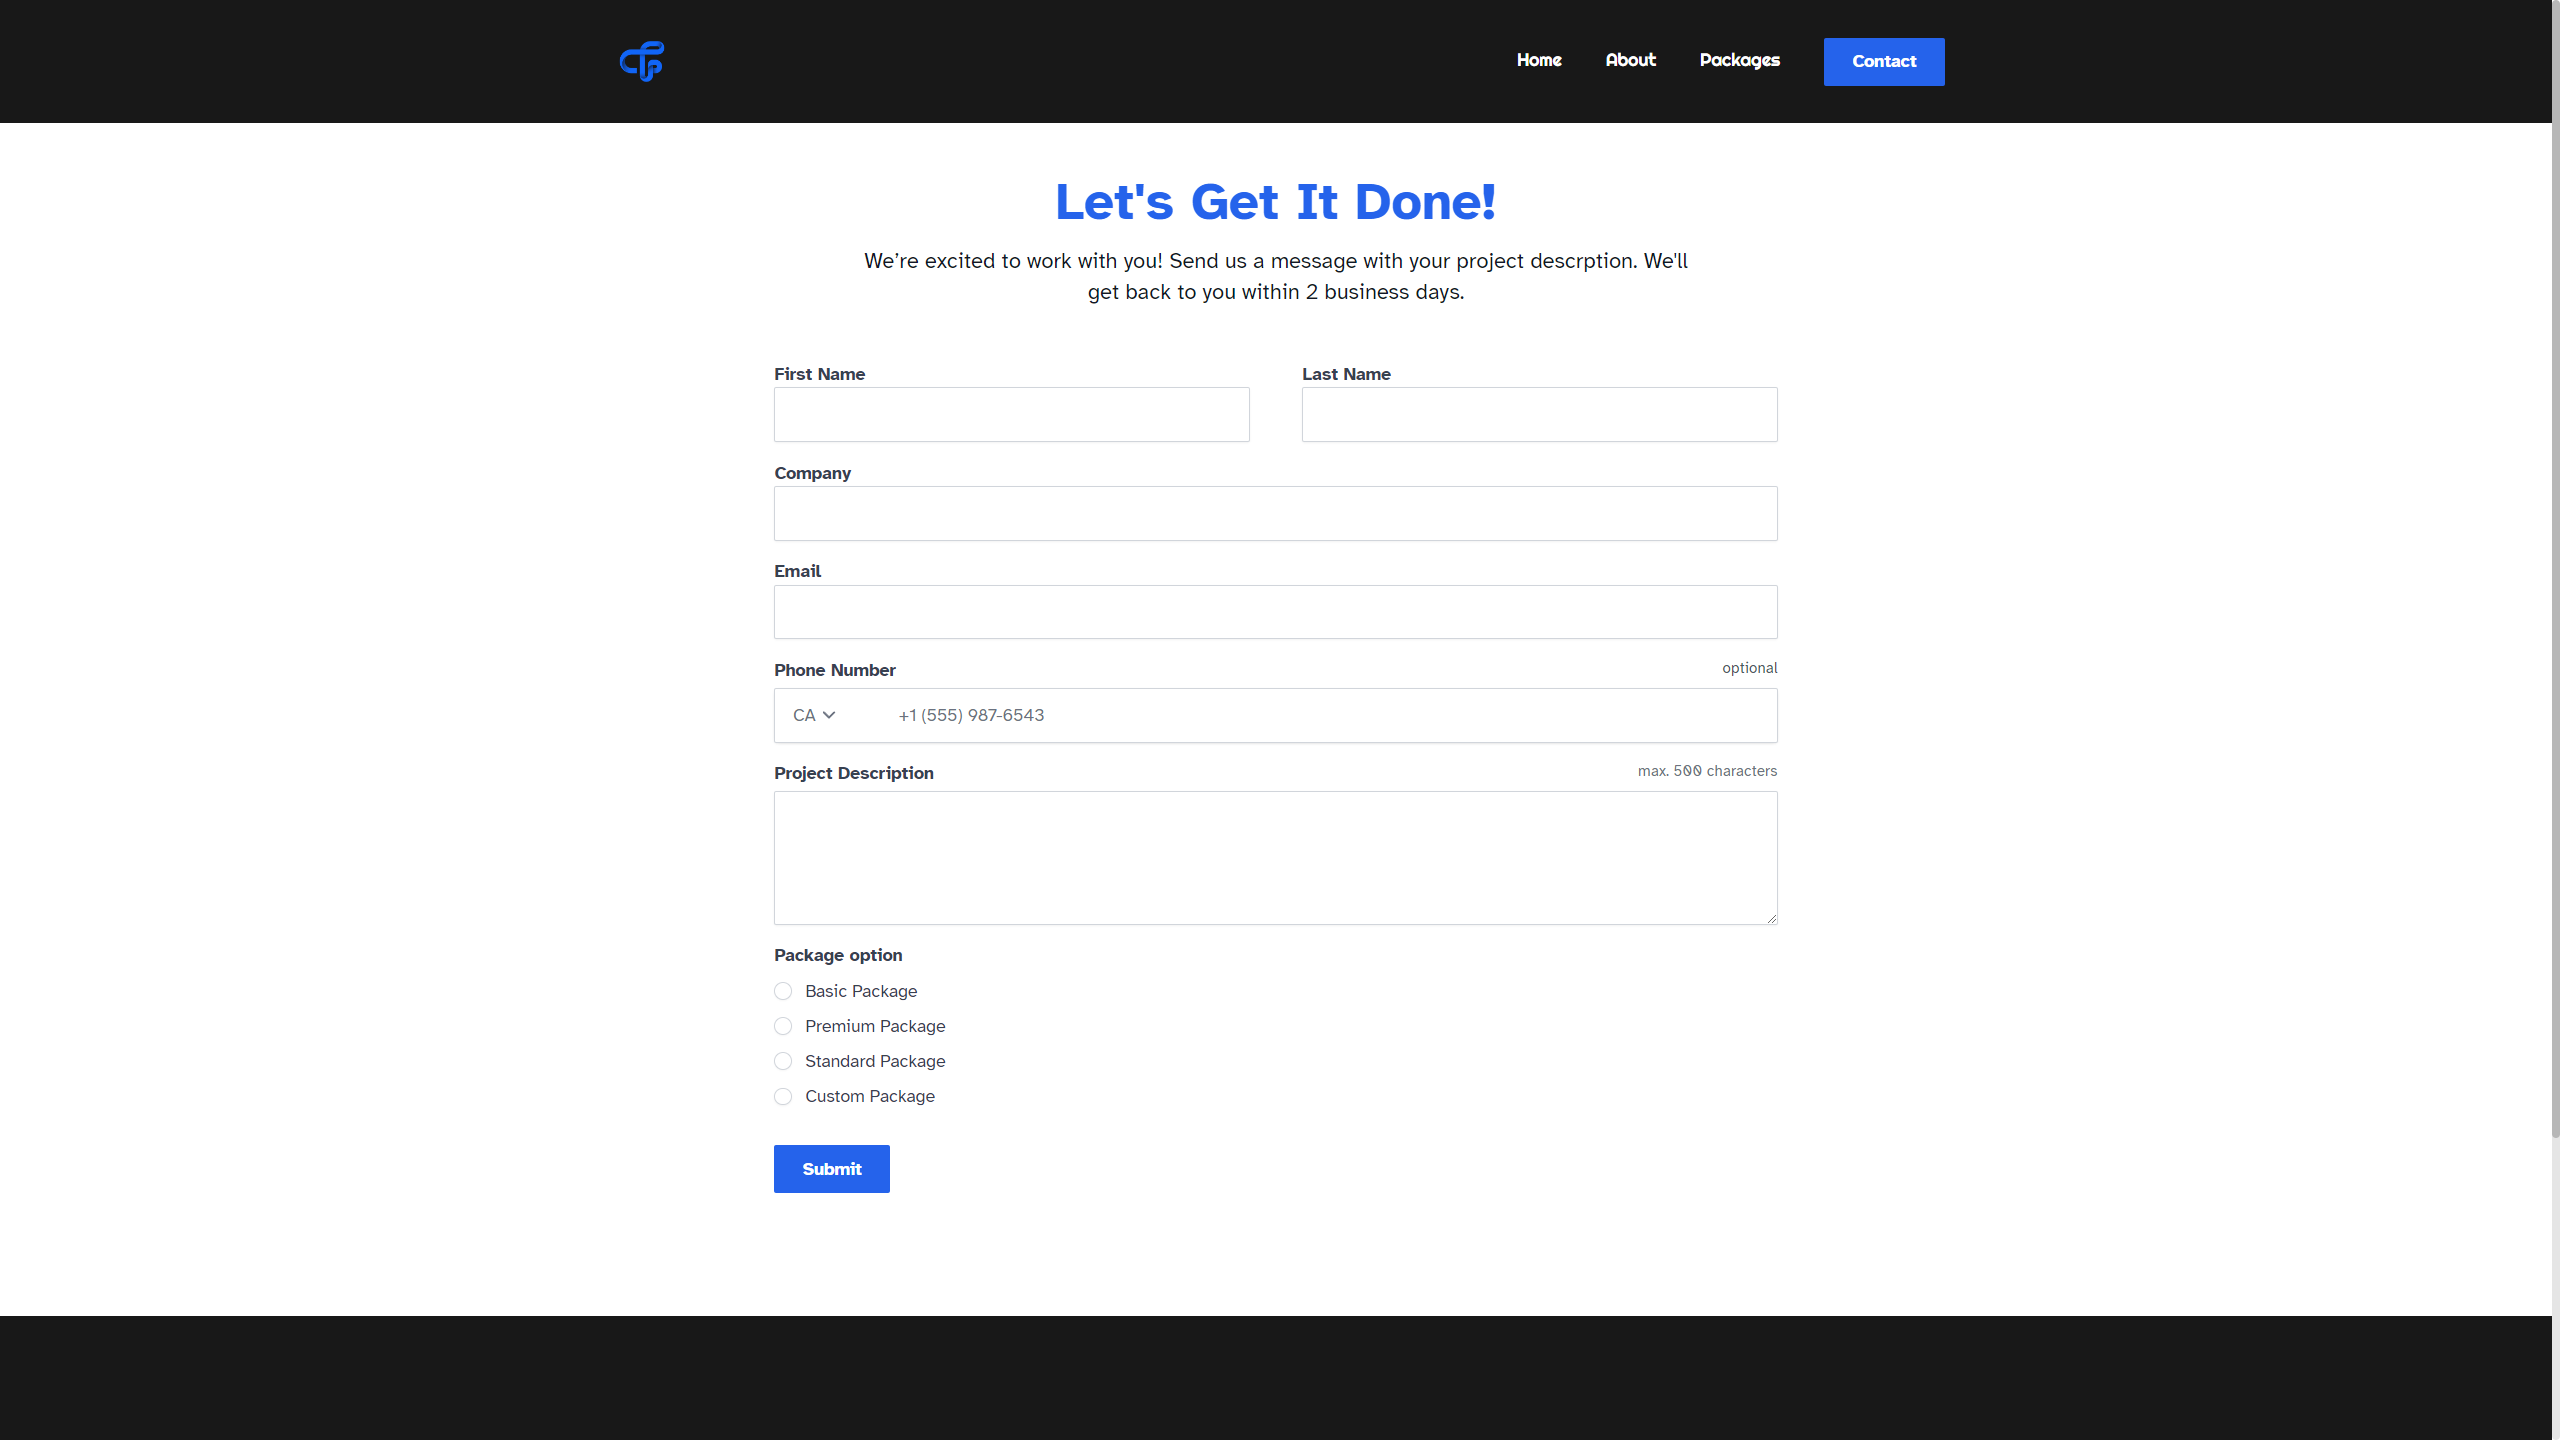 Home
About
Packages
Contact
Let's Get It Done!
We’re excited to work with you! Send us a message with your project descrption. We'll
get back to you within 2 business days.
First Name
Last Name
Company
Email
Phone Number
optional
CA
+1 (555) 987-6543
Project Description
max. 500 characters
Package option
Basic Package
Premium Package
Standard Package
Custom Package
Submit